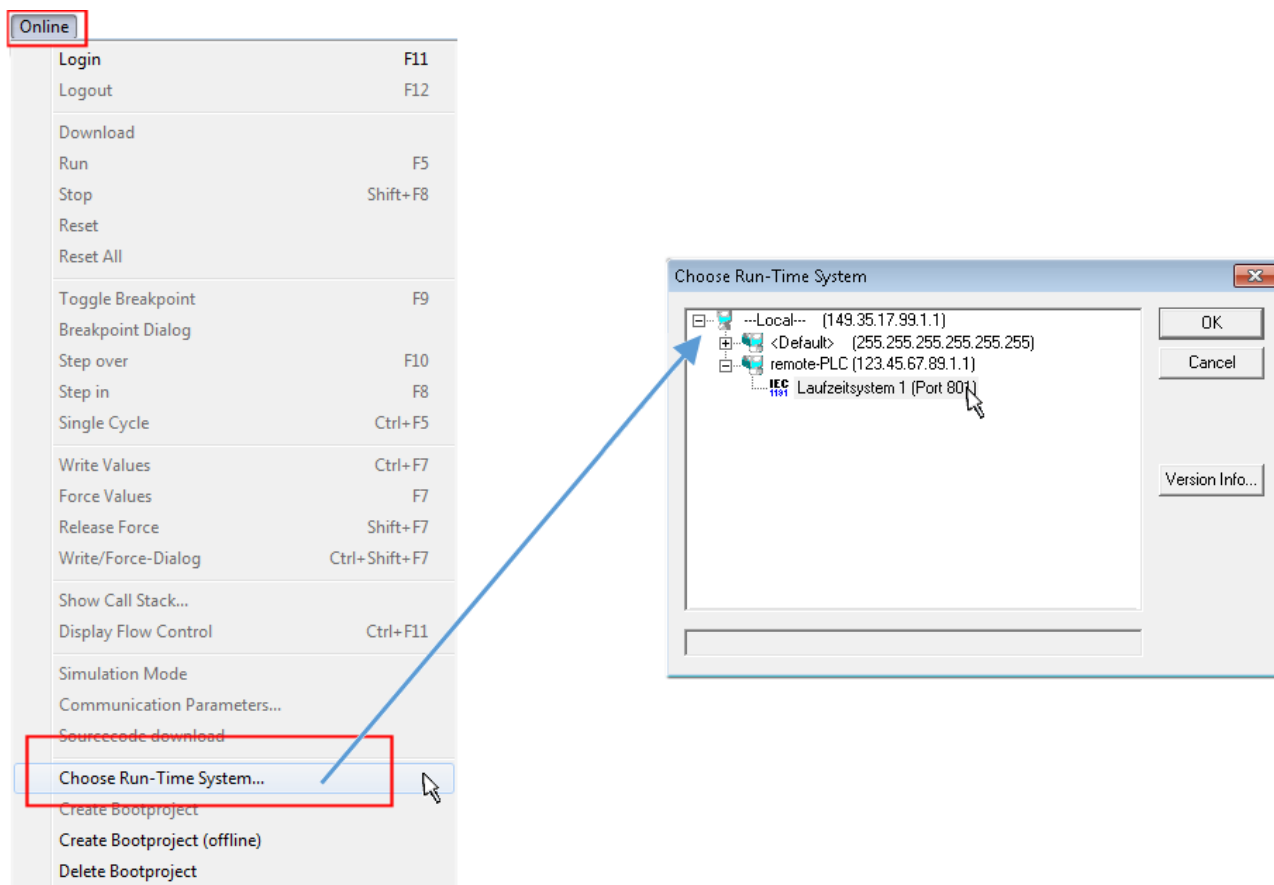 Online
Login F11
Logout F12
Download
Run F5
Stop Shift+F8
Reset
Reset All
Toggle Breakpoint F9
Breakpoint Dialog
Step over F10
Step in F8
Single Cycle Ctrl+F5
Write Values Ctrl+F7
Force Values F7
Release Force Shift+F7
Write/Force-Dialog Ctrl+Shift+F7
Show Call Stack...
Display Flow Control Ctrl+F11
Simulation Mode
Communication Parameters...
Sourcecode download
Choose Run-Time System...
Create Bootproject
Create Bootproject (offline)
Delete Bootproject
Choose Run-Time System
---Local--- (149.35.17.99.1.1)
<Default> (255.255.255.255.255.255)
remote-PLC (123.45.67.89.1.1)
IEC
1131
Laufzeitsystem 1 (Port 801)
OK
Cancel
Version Info...